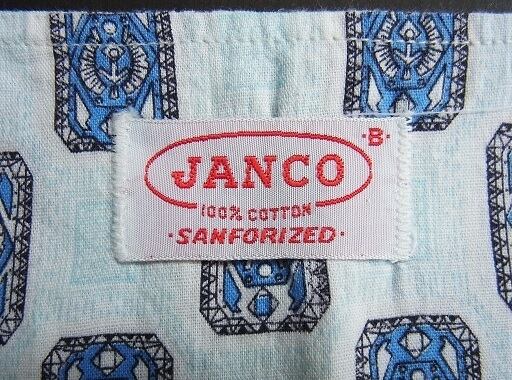 ·B·
JANCO
100% COTTON
·SANFORIZED·